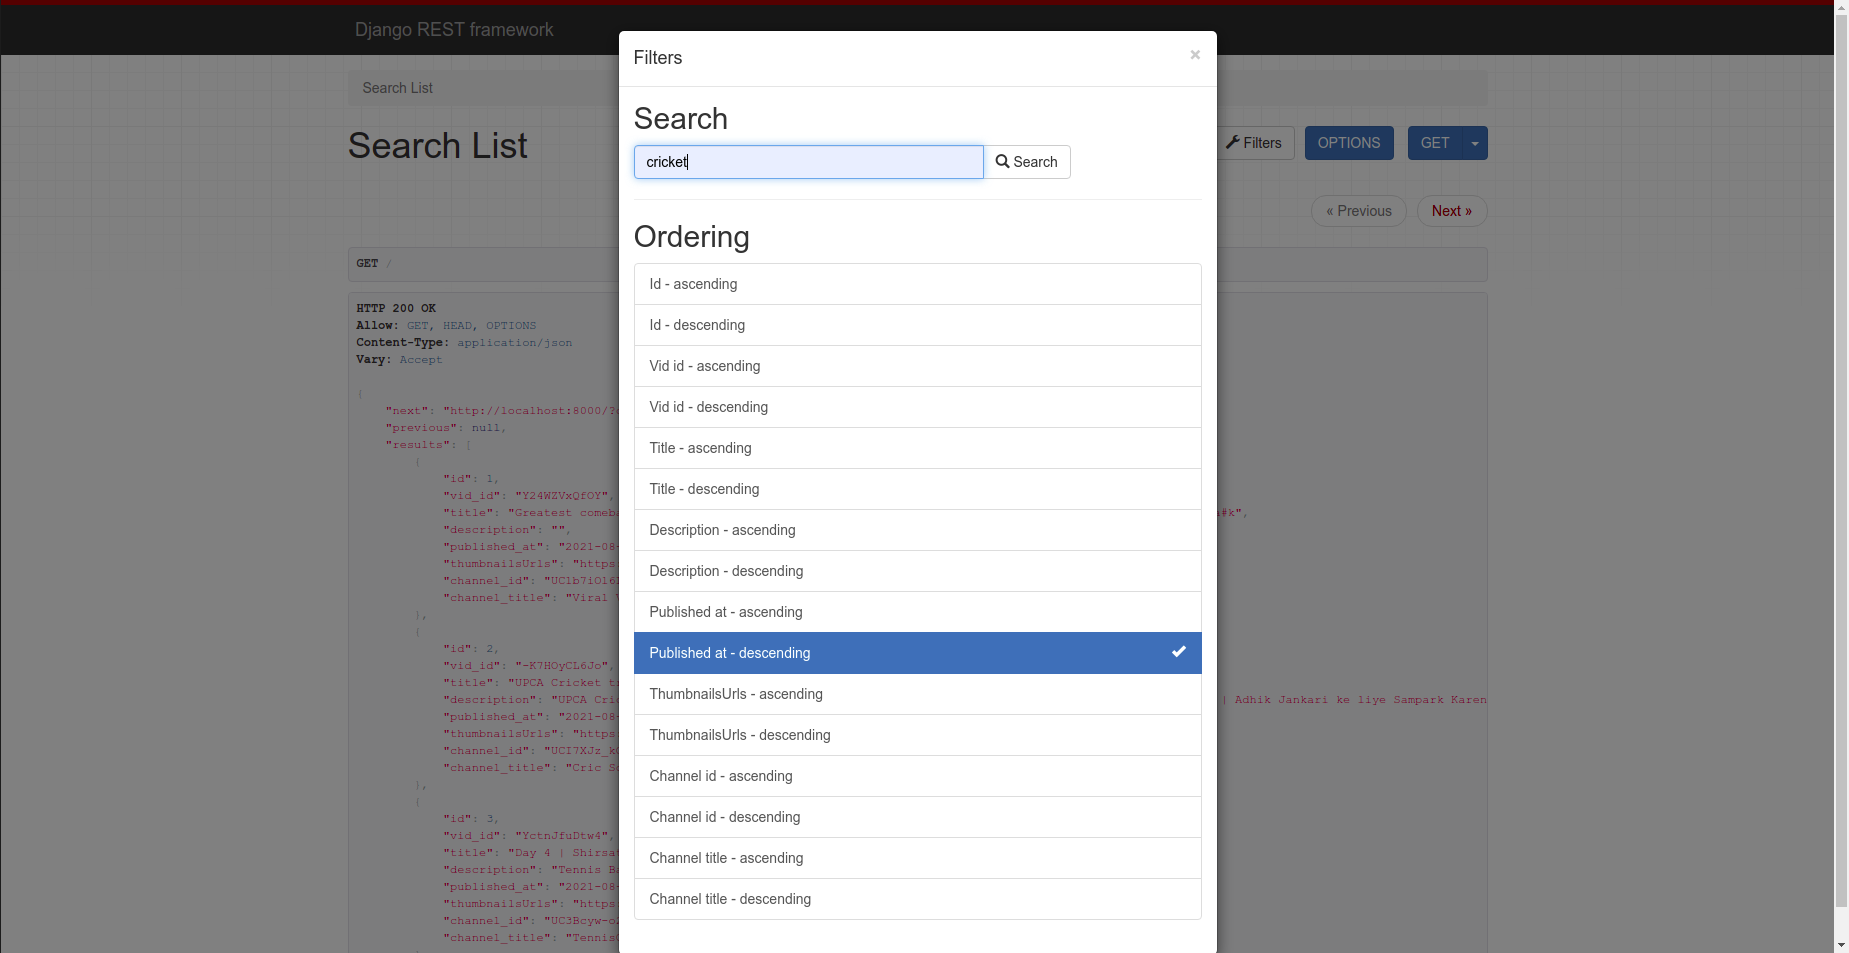 Django REST framework
Filters
×
Search List
Search
Search List
cricket
Search
Filters
OPTIONS
GET
« Previous
Next »
Ordering
GET /
Id - ascending
Id - descending
Vid id - ascending
Vid id - descending
Title - ascending
Title - descending
Description - ascending
Description - descending
Published at - ascending
Published at - descending
ThumbnailsUrls - ascending
ThumbnailsUrls - descending
Channel id - ascending
Channel id - descending
Channel title - ascending
Channel title - descending
HTTP 200 OK
Allow: GET, HEAD, OPTIONS
Content-Type: application/json
Vary: Accept
{
"next": "http://localhost:8000/?
"previous": null,
"results": [
{
"id": 1,
"vid_id": "Y24WZVxQfOY",
"title": "Greatest comeba #k",
"description": "",
"published_at": "2021-08-
"thumbnailsUrls": "https
"channel_id": "UClb7iOl6
"channel_title": "Viral
},
{
"id": 2,
"vid_id": "-K7HOyCL6Jo",
"title": "UPCA Cricket t
"description": "UPCA Cri | Adhik Jankari ke liye Sampark Karen
"published_at": "2021-08-
"thumbnailsUrls": "https
"channel_id": "UCI7XJz_k
"channel_title": "Cric S
},
{
"id": 3,
"vid_id": "YctnJfuDtw4",
"title": "Day 4 | Shirsat
"description": "Tennis Ba
"published_at": "2021-08-
"thumbnailsUrls": "https
"channel_id": "UC3Bcyw-o
"channel_title": "Tennis